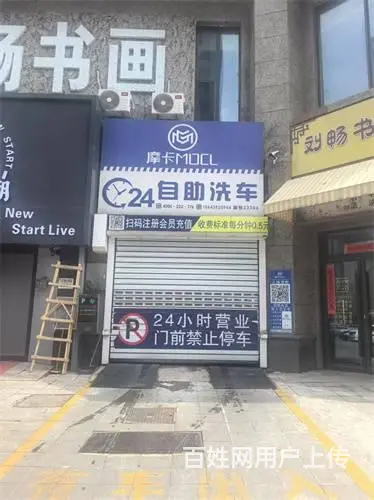 畅书画
START
New
Start Live
摩卡MOCL
24自助洗车
扫码注册会员充值
收费标准每分钟0.5元
24小时营业
门前禁止停车
P
刘畅书
百姓网用户上传